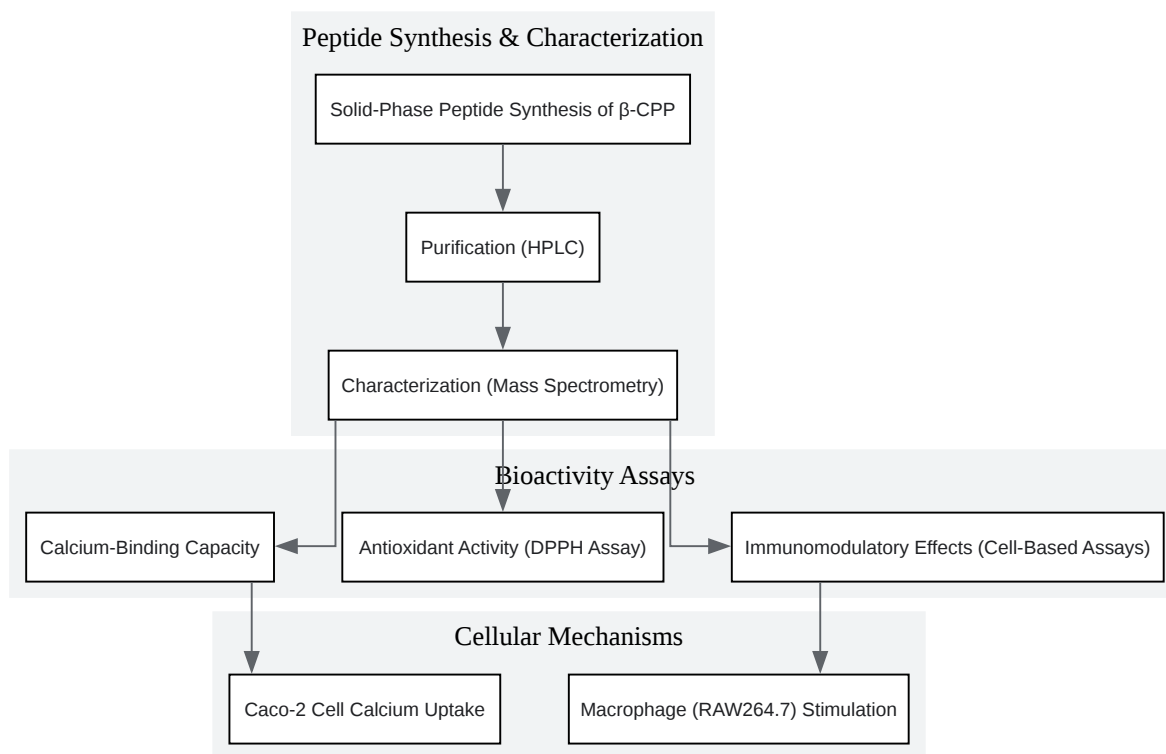 Peptide Synthesis & Characterization
Solid-Phase Peptide Synthesis of β-CPP
Purification (HPLC)
Characterization (Mass Spectrometry)
Bioactivity Assays
Calcium-Binding Capacity
Antioxidant Activity (DPPH Assay)
Immunomodulatory Effects (Cell-Based Assays)
Cellular Mechanisms
Caco-2 Cell Calcium Uptake
Macrophage (RAW264.7) Stimulation